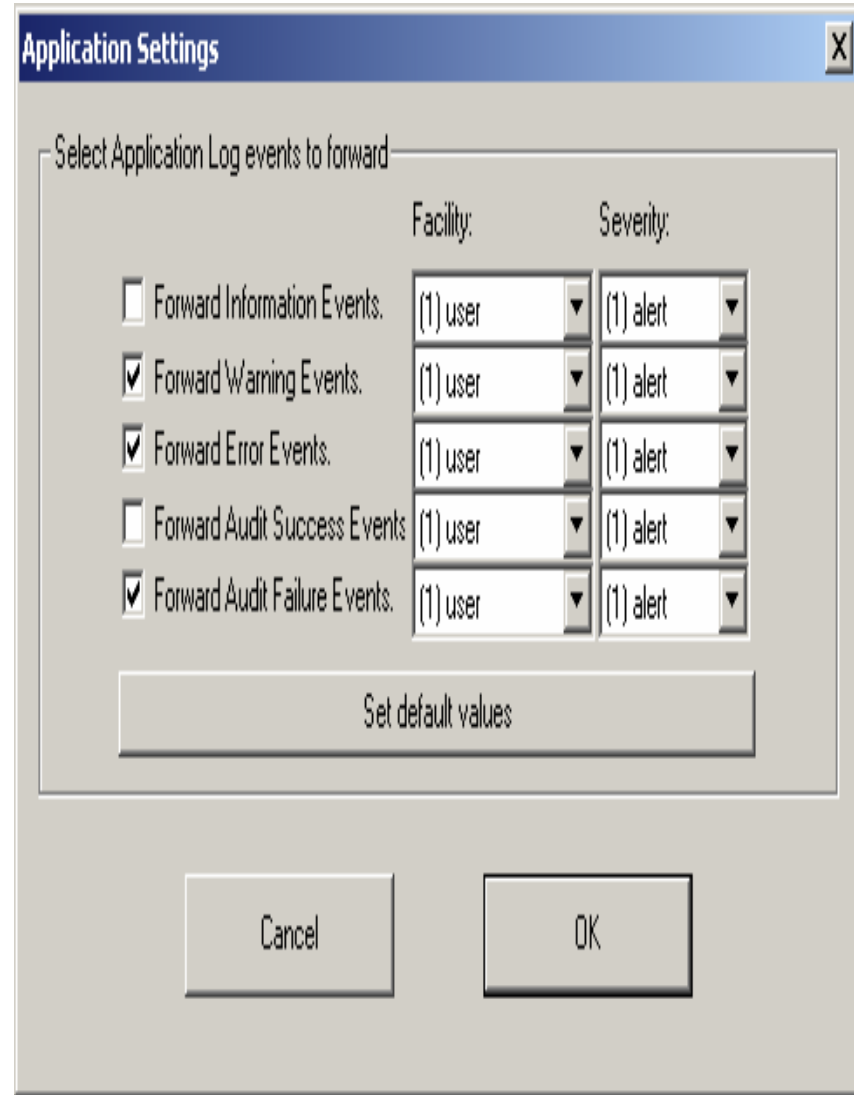 Application Settings
Select Application Log events to forward
Facility: Severity:
Forward Information Events. (1) user (1) alert
Forward Warning Events. (1) user (1) alert
Forward Error Events. (1) user (1) alert
Forward Audit Success Events (1) user (1) alert
Forward Audit Failure Events. (1) user (1) alert
Set default values
Cancel OK